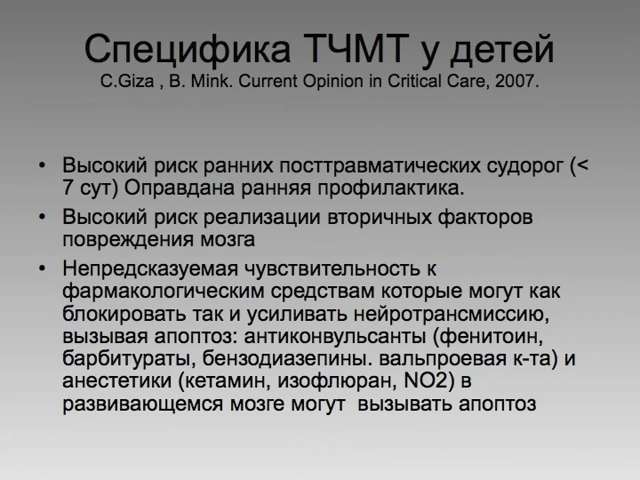 Специфика ТЧМТ у детей
C.Giza , B. Mink. Current Opinion in Critical Care, 2007.
• Высокий риск ранних посттравматических судорог (<
7 сут) Оправдана ранняя профилактика.
• Высокий риск реализации вторичных факторов
повреждения мозга
• Непредсказуемая чувствительность к
фармакологическим средствам которые могут как
блокировать так и усиливать нейротрансмиссию,
вызывая апоптоз: антиконвульсанты (фенитоин,
барбитураты, бензодиазепины. вальпроевая к-та) и
анестетики (кетамин, изофлюран, NO2) в
развивающемся мозге могут  вызывать апоптоз